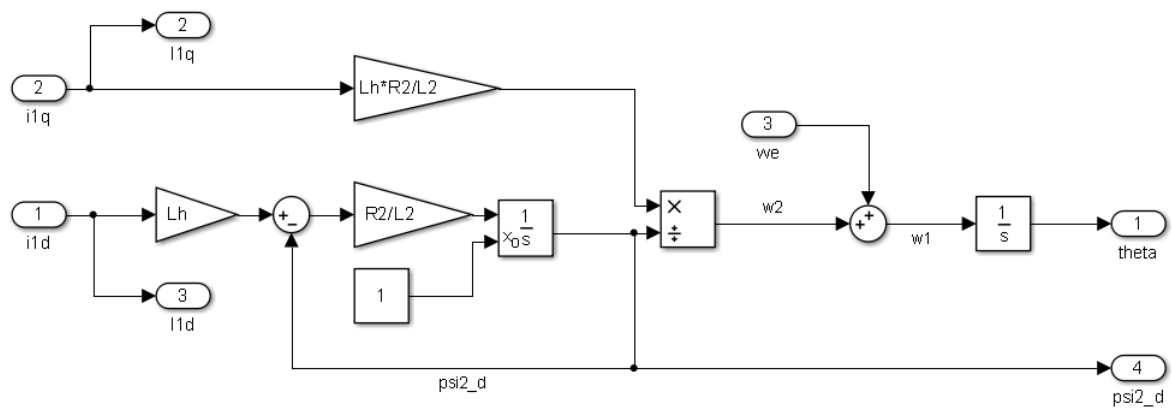 2
I1q
2
i1q
Lh*R2/L2
3
we
1
i1d
Lh
+
−
R2/L2
1
s
x0
1
×
÷
w2
+
+
w1
1
s
1
theta
3
I1d
psi2_d
4
psi2_d